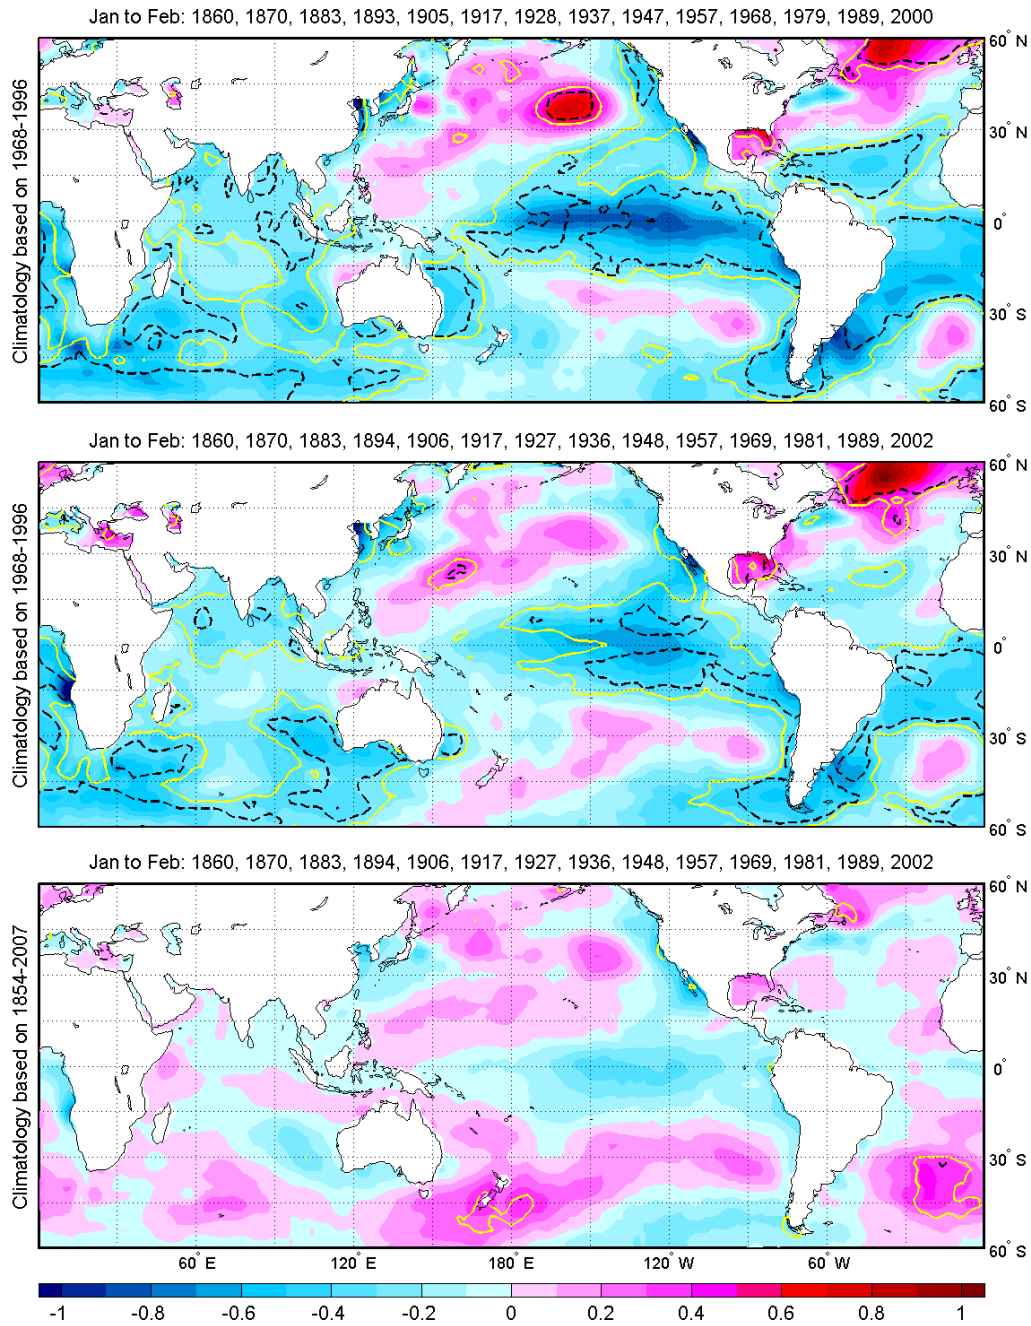 Jan to Feb: 1860, 1870, 1883, 1893, 1905, 1917, 1928, 1937, 1947, 1957, 1968, 1979, 1989, 2000
Climatology based on 1968-1996
60° N
30° N
0°
30° S
60° S
Jan to Feb: 1860, 1870, 1883, 1894, 1906, 1917, 1927, 1936, 1948, 1957, 1969, 1981, 1989, 2002
Climatology based on 1968-1996
60° N
30° N
0°
30° S
60° S
Jan to Feb: 1860, 1870, 1883, 1894, 1906, 1917, 1927, 1936, 1948, 1957, 1969, 1981, 1989, 2002
Climatology based on 1854-2007
60° N
30° N
0°
30° S
60° S
60° E 120° E 180° E 120° W 60° W
-1 -0.8 -0.6 -0.4 -0.2 0 0.2 0.4 0.6 0.8 1